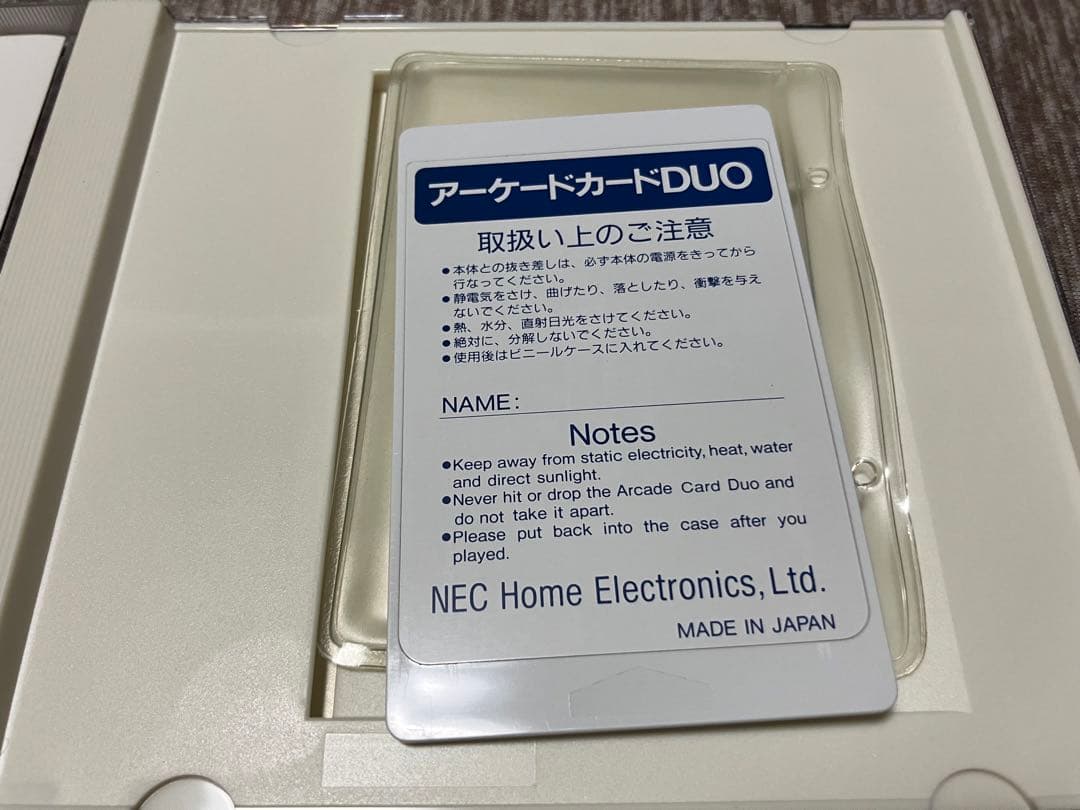 アーケードカードDUO
取扱い上のご注意
●本体との抜き差しは、必ず本体の電源をきってから
行なってください。
●静電気をさけ、曲げたり、落としたり、衝撃を与え
ないでください。
●熱、水分、直射日光をさけてください。
●絶対に、分解しないでください。
●使用後はビニールケースに入れてください。
NAME:
Notes
●Keep away from static electricity, heat, water
and direct sunlight.
●Never hit or drop the Arcade Card Duo and
do not take it apart.
●Please put back into the case after you
played.
NEC Home Electronics, Ltd.
MADE IN JAPAN